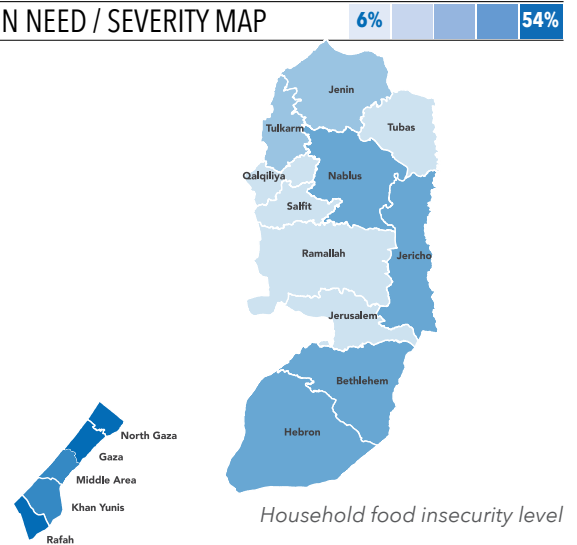 N NEED / SEVERITY MAP
6%
54%
Jenin
Tubas
Tulkarm
Qalqiliya
Nablus
Salfit
Ramallah
Jericho
Jerusalem
Bethlehem
Hebron
North Gaza
Gaza
Middle Area
Khan Yunis
Rafah
Household food insecurity level